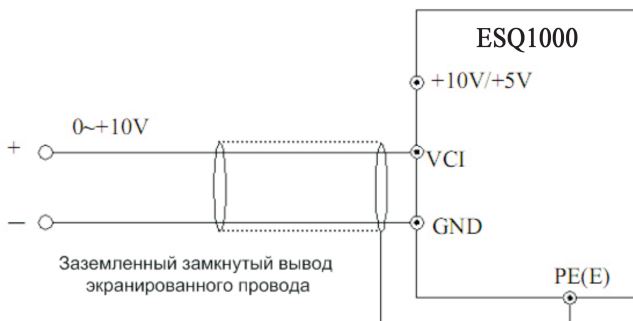 ESQ1000
+10V/+5V
0~+10V
+
VCI
−
GND
Заземленный замкнутый вывод
экранированного провода
PE(E)